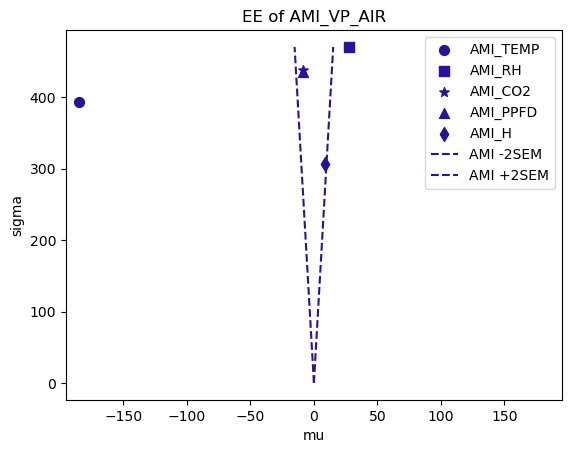 EE of AMI_VP_AIR
AMI_TEMP
AMI_RH
AMI_CO2
AMI_PPFD
AMI_H
AMI -2SEM
AMI +2SEM
sigma
400
300
200
100
0
−150
−100
−50
0
50
100
150
mu